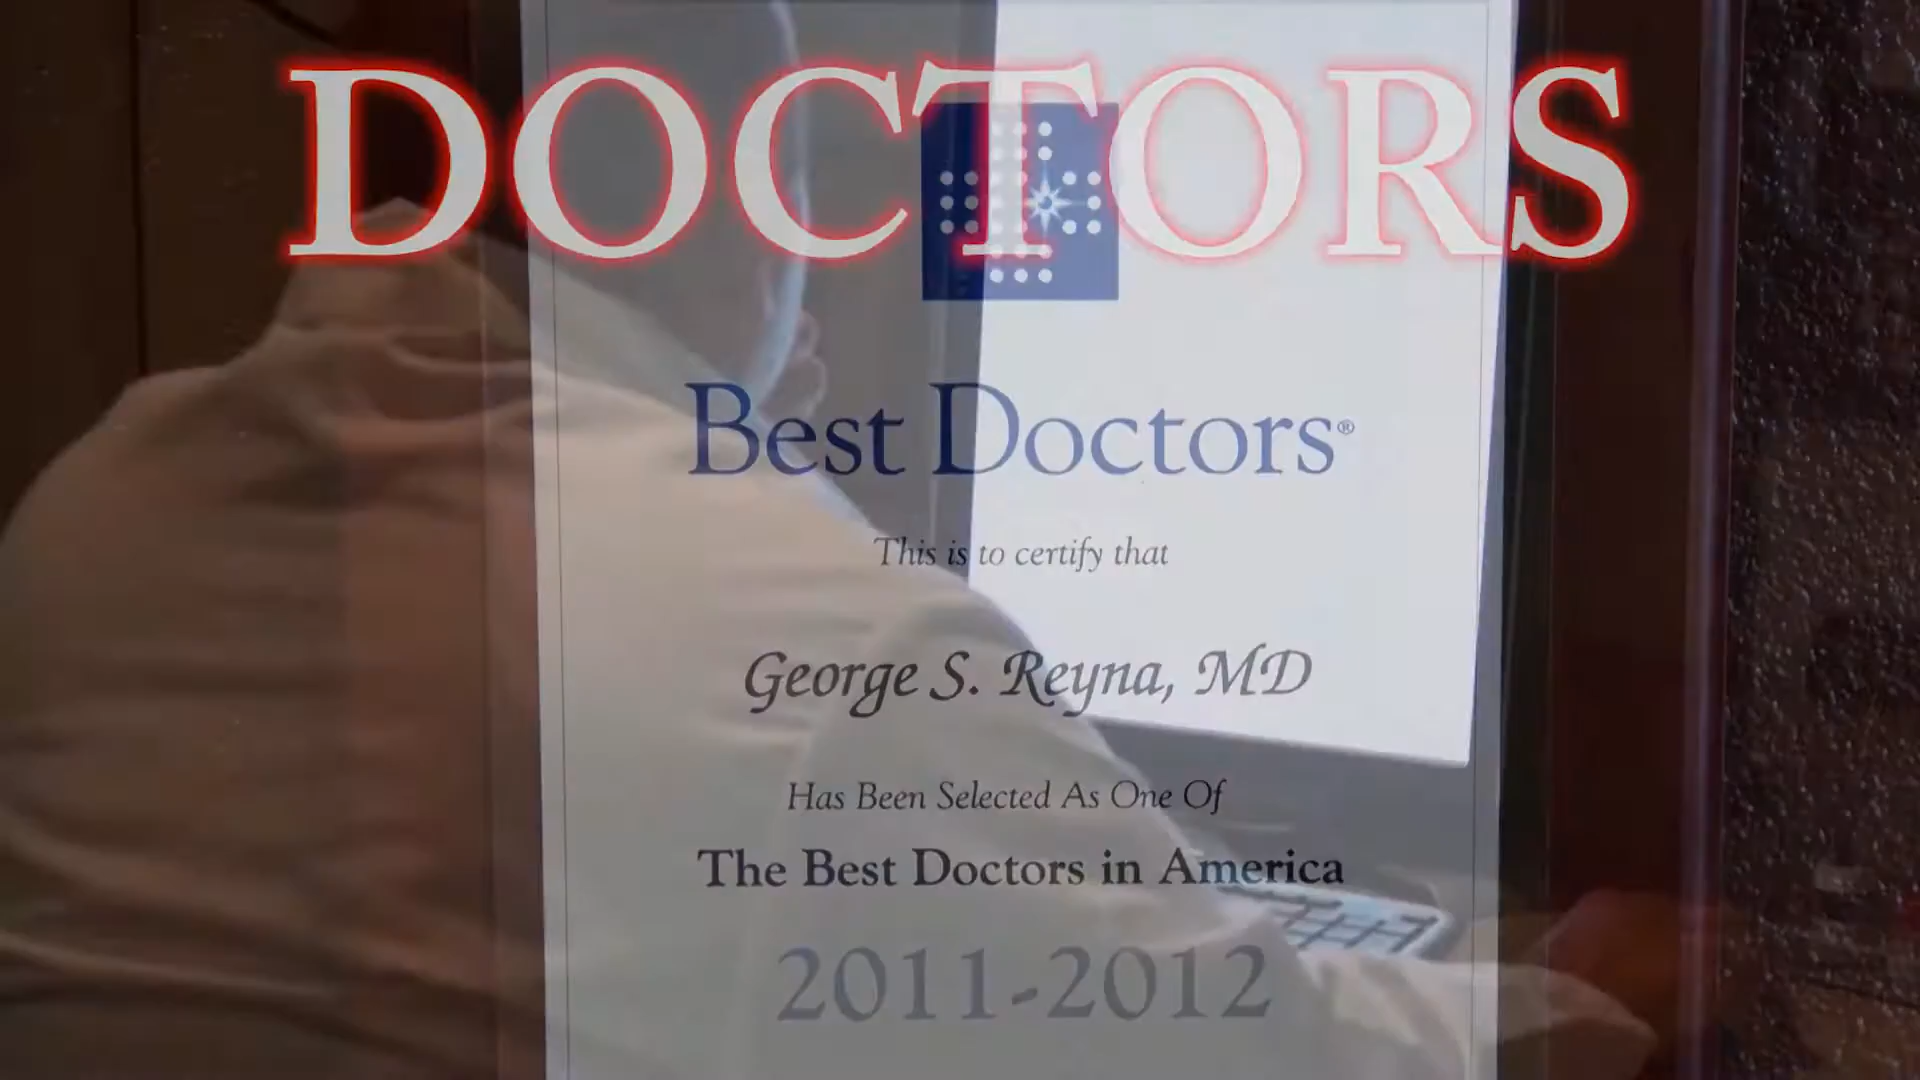 DOCTORS
Best Doctors®
This is to certify that
George S. Reyna, MD
Has Been Selected As One Of
The Best Doctors in America
2011-2012